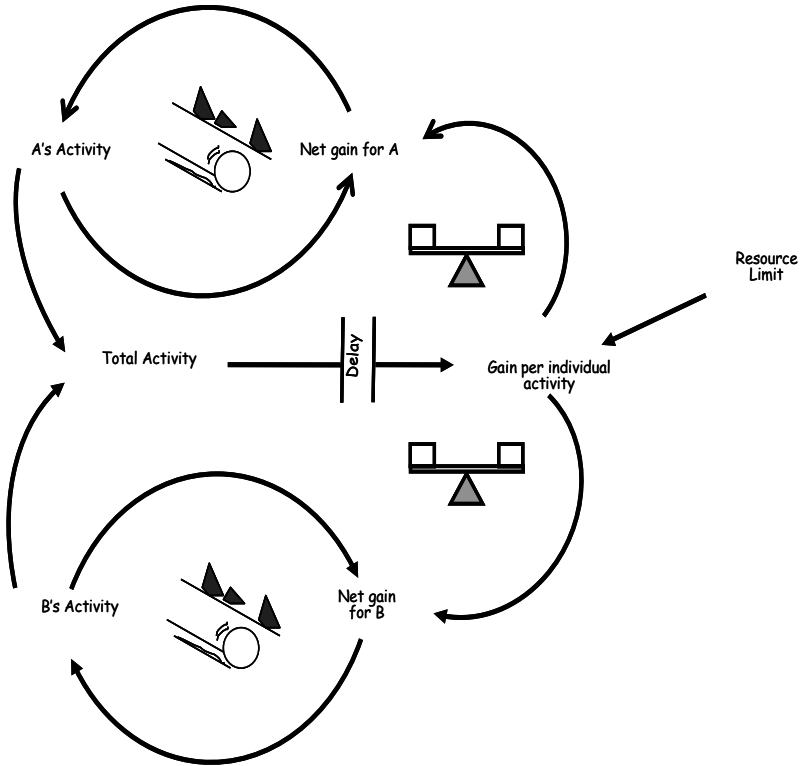 A's Activity
Net gain for A
Resource
Limit
Total Activity
Delay
Gain per individual
activity
B's Activity
Net gain
for B